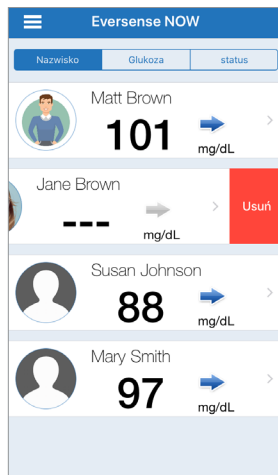 Eversense NOW
Nazwisko Glukoza status
Matt Brown
101
mg/dL
Jane Brown
---
mg/dL
Usuń
Susan Johnson
88
mg/dL
Mary Smith
97
mg/dL